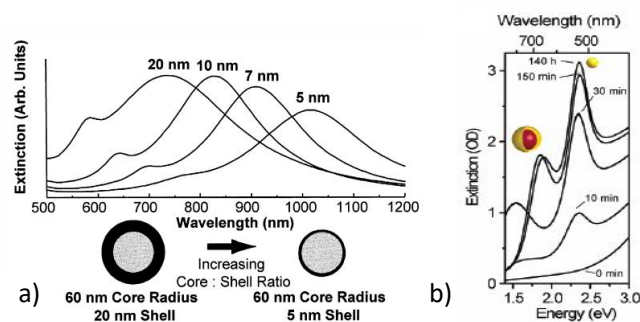 Extinction (Arb. Units)
20 nm
10 nm
7 nm
5 nm
500 600 700 800 900 1000 1100 1200
Wavelength (nm)
Increasing
Core : Shell Ratio
a)
60 nm Core Radius
20 nm Shell
60 nm Core Radius
5 nm Shell
Wavelength (nm)
700 500
Extinction (OD)
3
2
1
0
140 h
150 min
30 min
10 min
0 min
b)
1.5 2.0 2.5 3.0
Energy (eV)